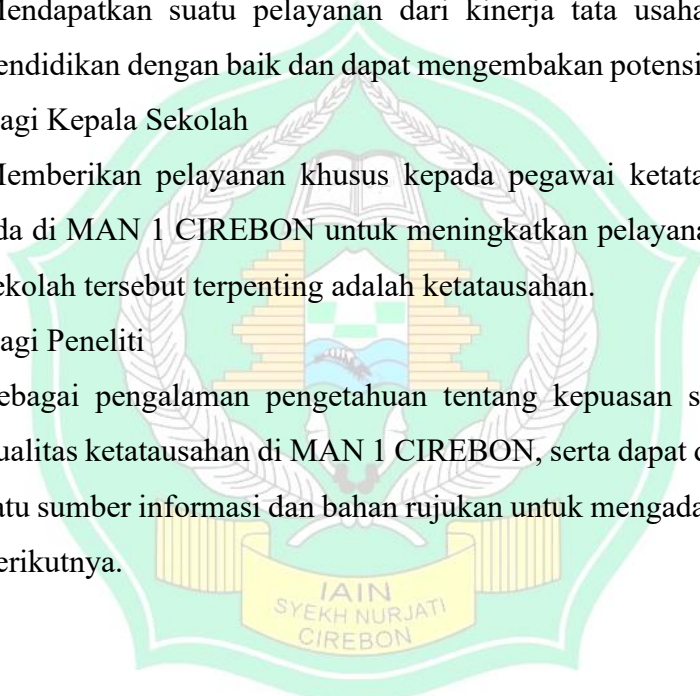 Mendapatkan suatu pelayanan dari kinerja tata usaha
endidikan dengan baik dan dapat mengembakan potensi
agi Kepala Sekolah
Memberikan pelayanan khusus kepada pegawai ketata
da di MAN 1 CIREBON untuk meningkatkan pelayana
ekolah tersebut terpenting adalah ketatausahan.
agi Peneliti
ebagai pengalaman pengetahuan tentang kepuasan s
ualitas ketatausahan di MAN 1 CIREBON, serta dapat d
atu sumber informasi dan bahan rujukan untuk mengada
erikutnya.
IAIN
SYEKH NURJATI
CIREBON